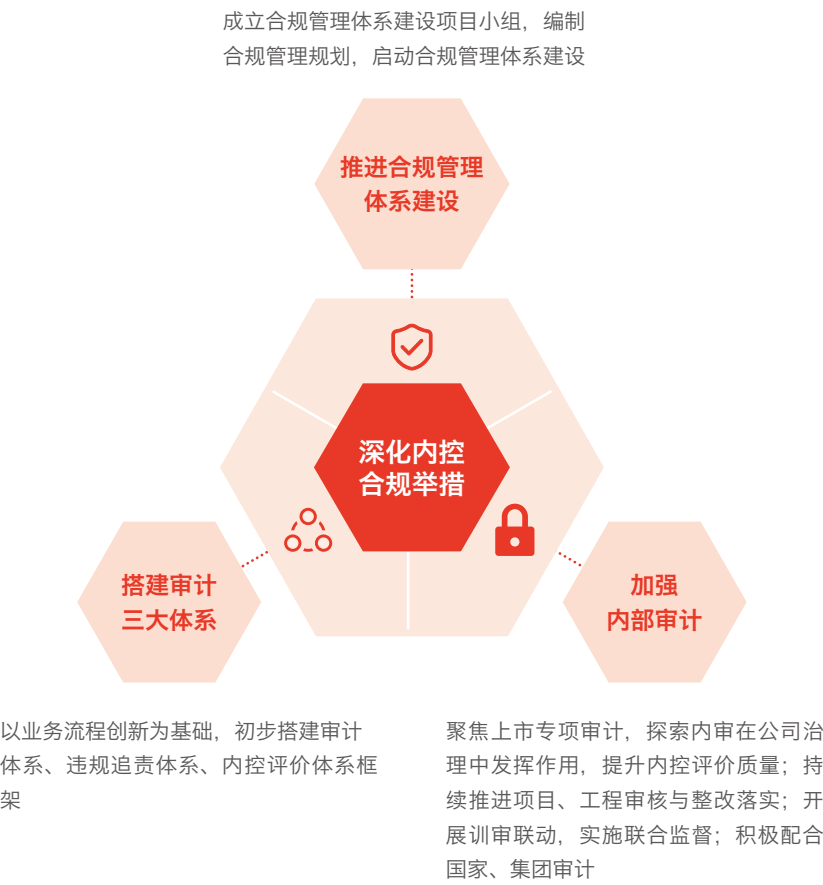 成立合规管理体系建设项目小组，编制
合规管理规划，启动合规管理体系建设
推进合规管理
体系建设
深化内控
合规举措
搭建审计
三大体系
加强
内部审计
以业务流程创新为基础，初步搭建审计
体系、违规追责体系、内控评价体系框
架
聚焦上市专项审计，探索内审在公司治
理中发挥作用，提升内控评价质量；持
续推进项目、工程审核与整改落实；开
展训审联动，实施联合监督；积极配合
国家、集团审计